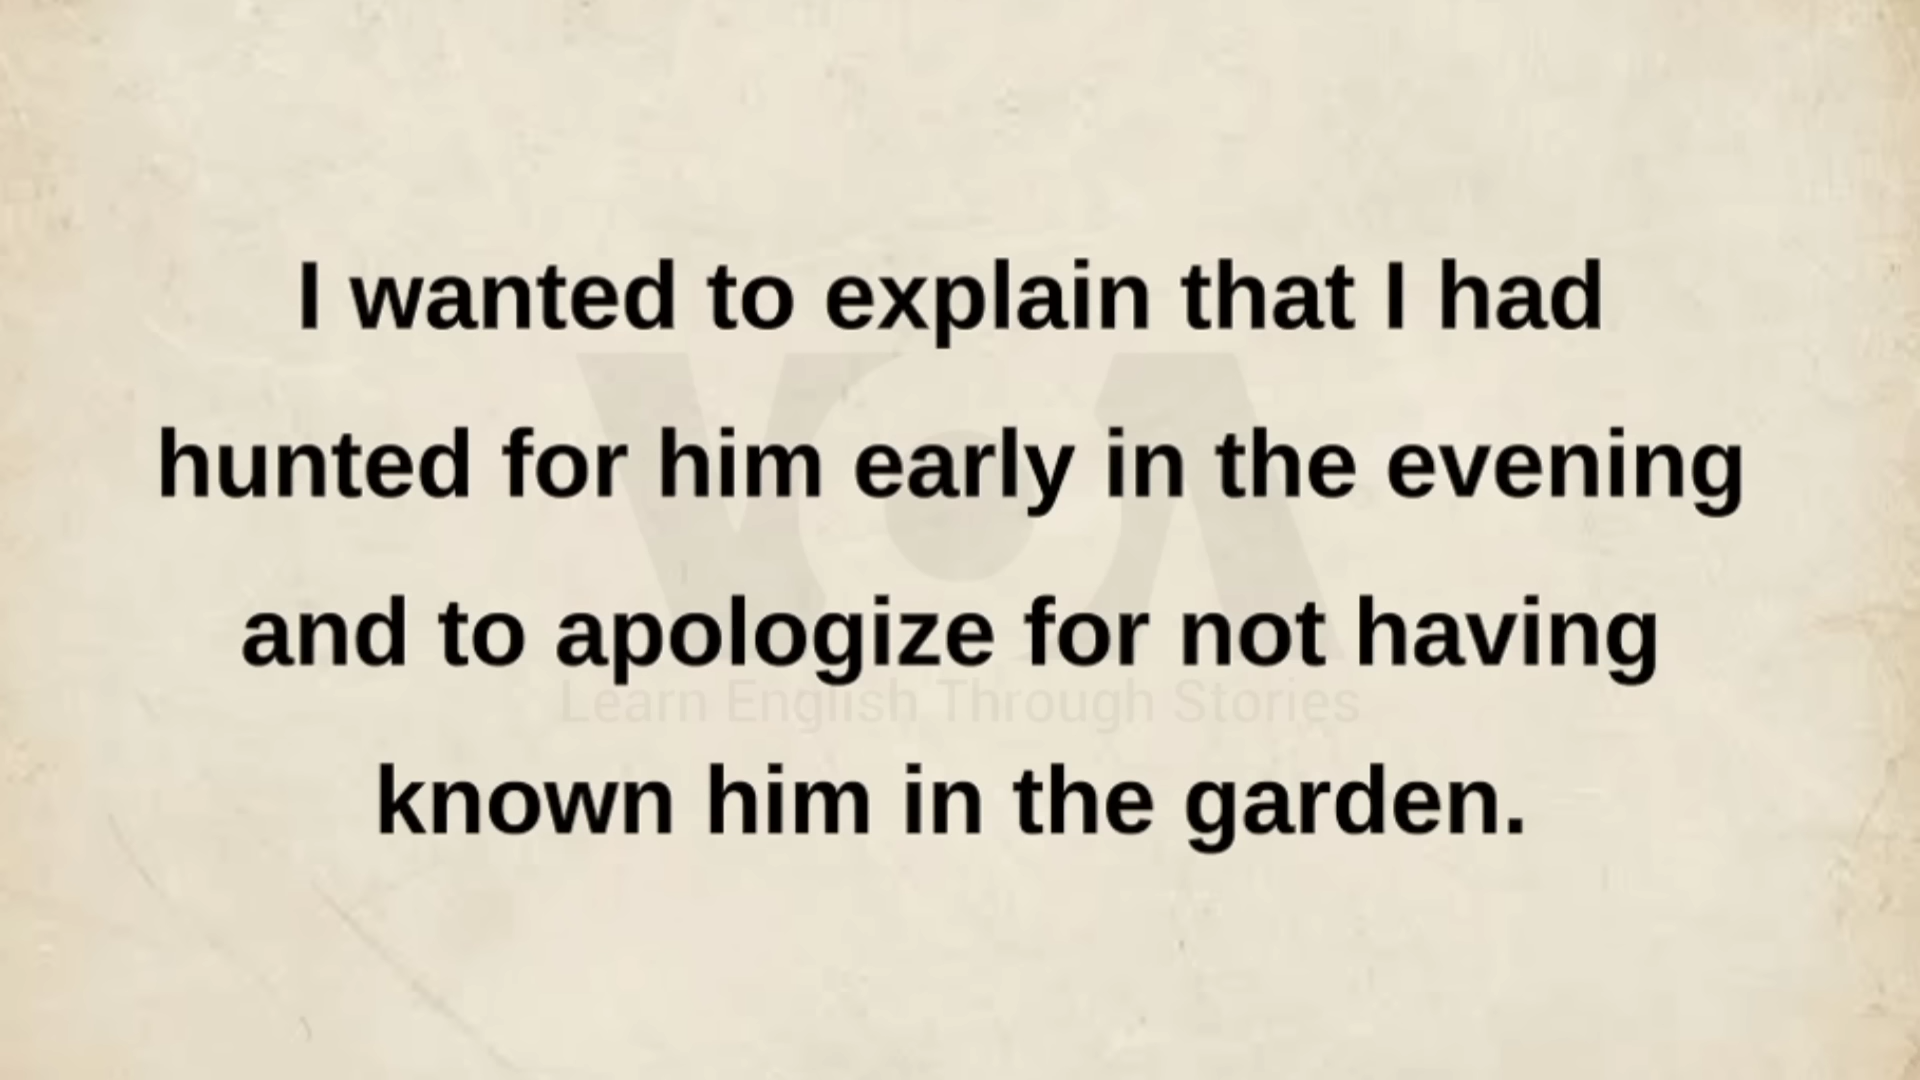 I wanted to explain that I had
hunted for him early in the evening
and to apologize for not having
known him in the garden.
VOA
Learn English Through Stories